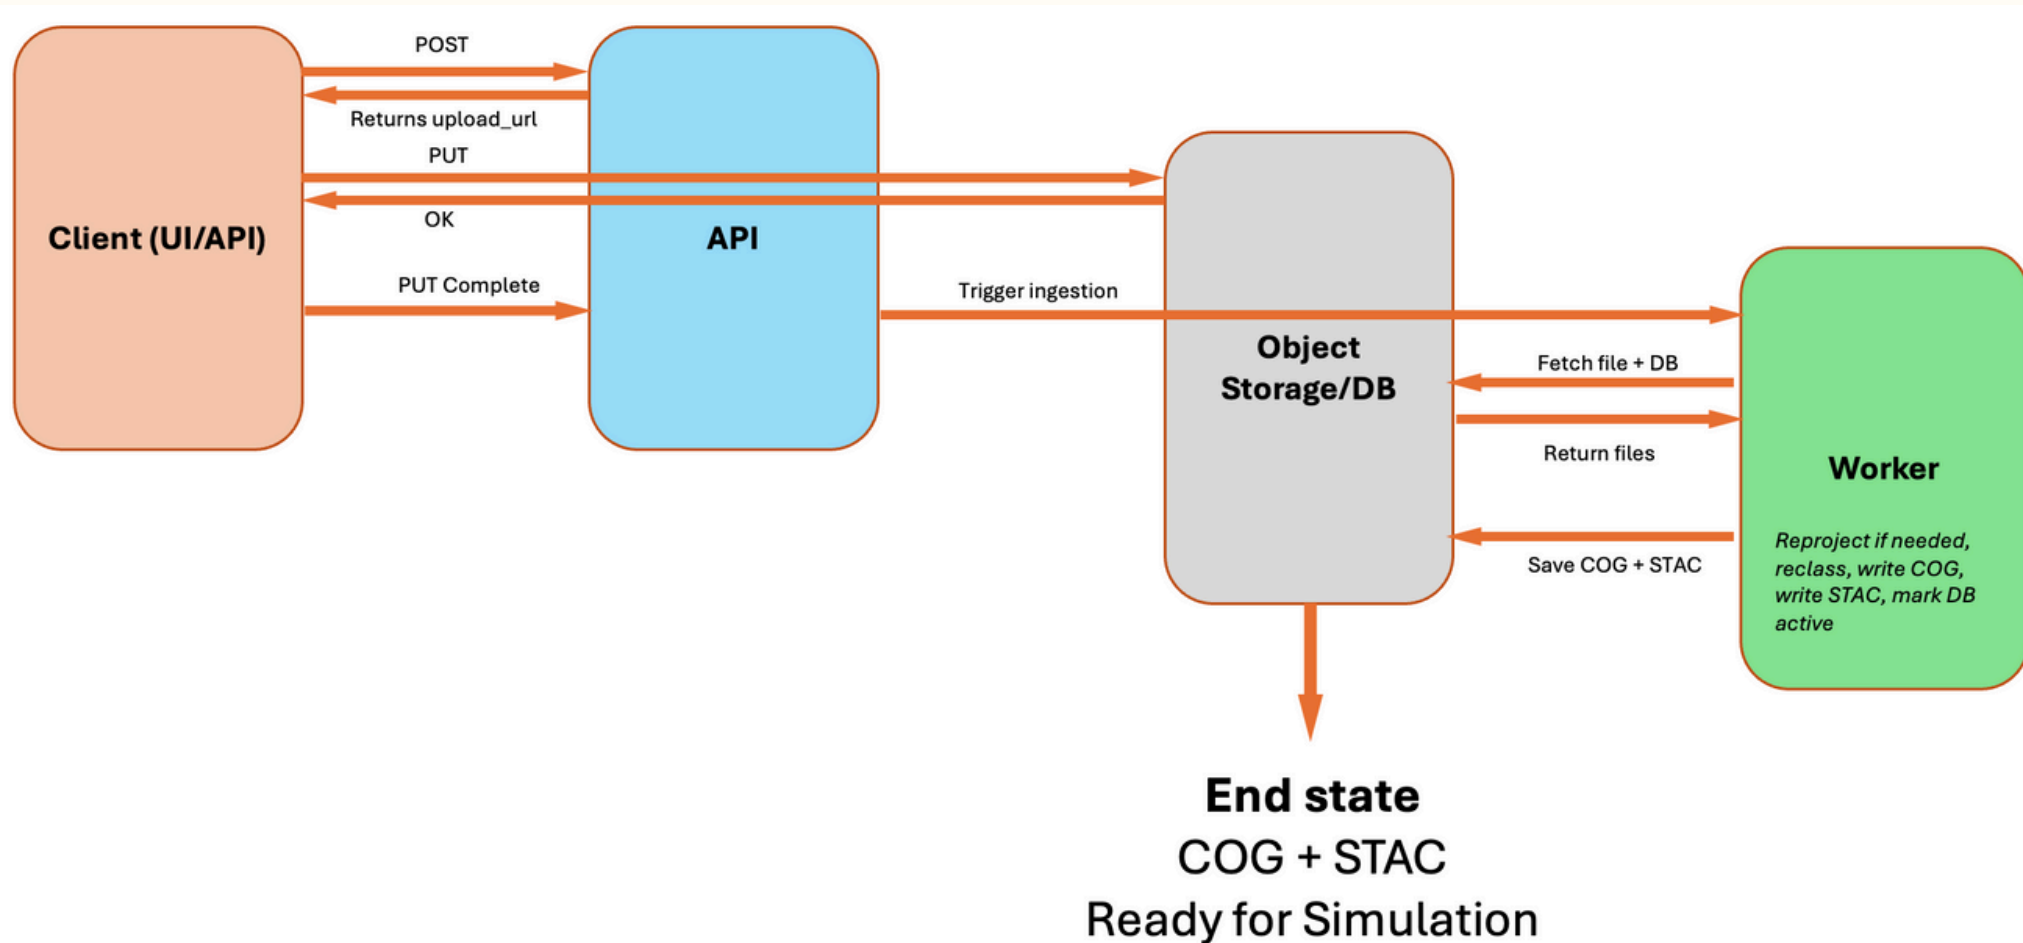 POST
Returns upload_url
PUT
OK
Client (UI/API)
API
PUT Complete
Trigger ingestion
Object
Storage/DB
Fetch file + DB
Return files
Worker
Save COG + STAC
Reproject if needed,
reclass, write COG,
write STAC, mark DB
active
End state
COG + STAC
Ready for Simulation